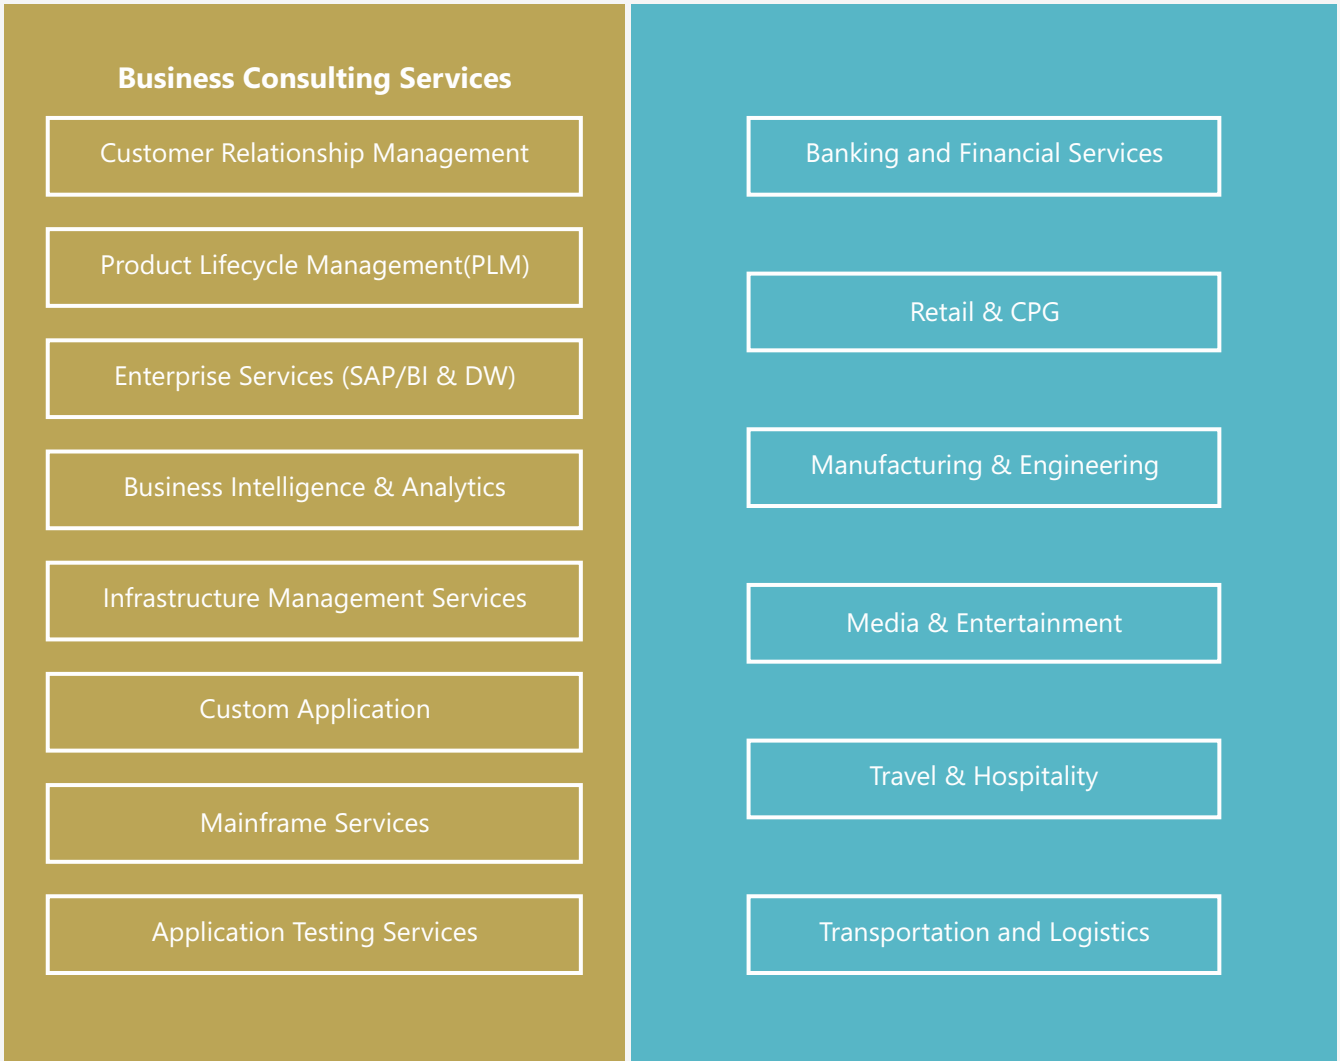 Business Consulting Services
Customer Relationship Management
Product Lifecycle Management(PLM)
Enterprise Services (SAP/BI & DW)
Business Intelligence & Analytics
Infrastructure Management Services
Custom Application
Mainframe Services
Application Testing Services
Banking and Financial Services
Retail & CPG
Manufacturing & Engineering
Media & Entertainment
Travel & Hospitality
Transportation and Logistics